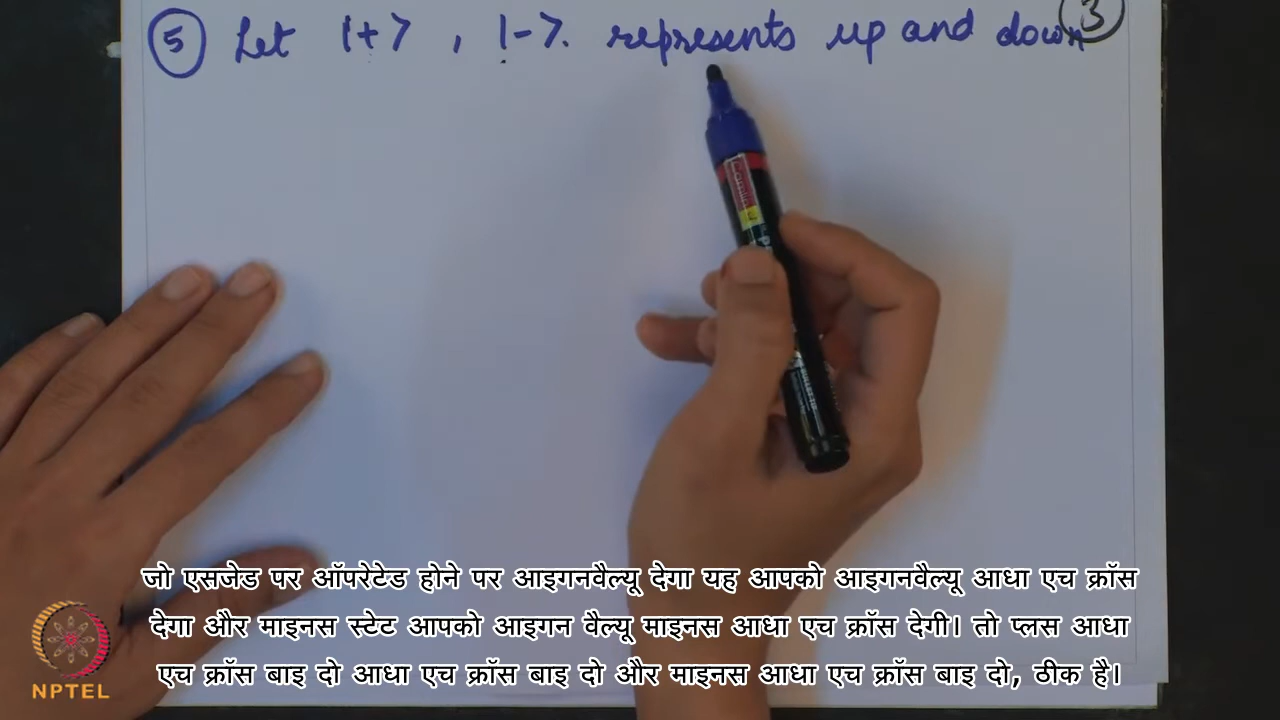 3
5 Let |+>, |-> represents up and down
जो एसजेड पर ऑपरेटेड होने पर आइगनवैल्यू देगा यह आपको आइगनवैल्यू आधा एच क्रॉस
देगा और माइनस स्टेट आपको आइगन वैल्यू माइनस आधा एच क्रॉस देगी। तो प्लस आधा
एच क्रॉस बाइ दो आधा एच क्रॉस बाइ दो और माइनस आधा एच क्रॉस बाइ दो, ठीक है।
NPTEL